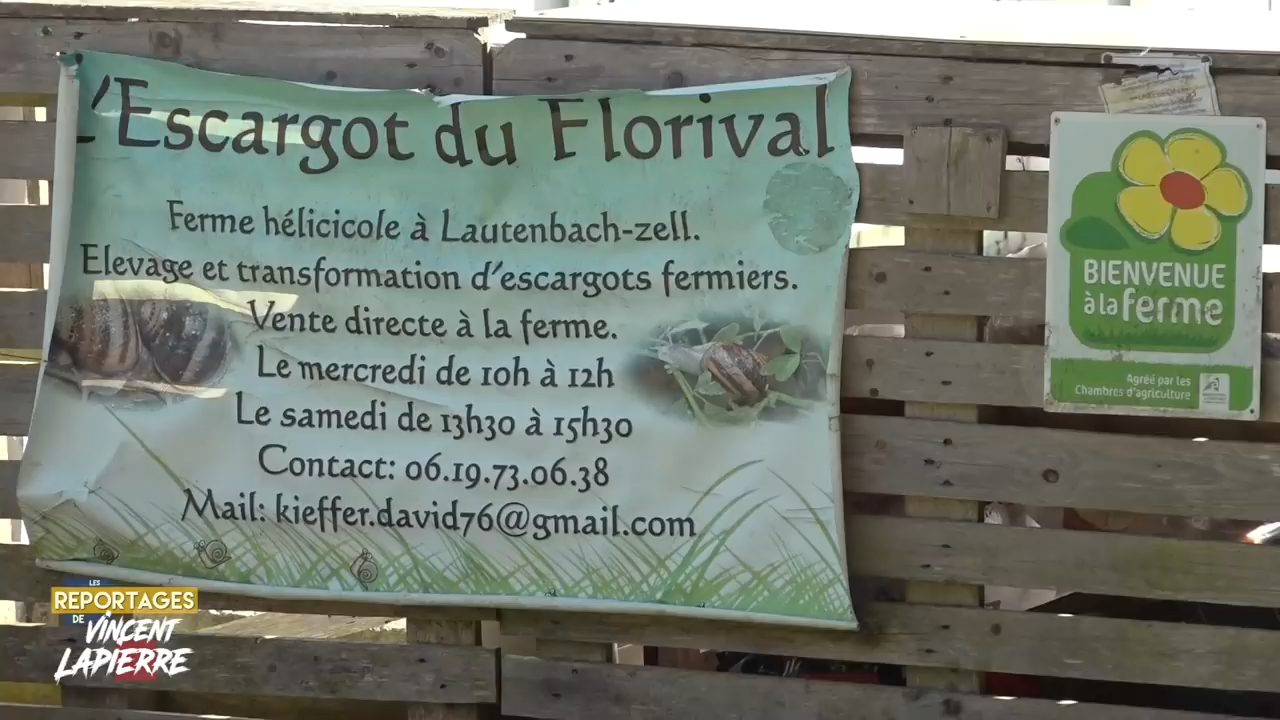 L'Escargot du Florival
Ferme hélicicole à Lautenbach-zell.
Elevage et transformation d'escargots fermiers.
Vente directe à la ferme.
Le mercredi de 10h à 12h
Le samedi de 13h30 à 15h30
Contact: 06.19.73.06.38
Mail: kieffer.david76@gmail.com
BIENVENUE
à la ferme
Agréé par les
Chambres d'agriculture
LES
REPORTAGES
DE VINCENT
LAPIERRE